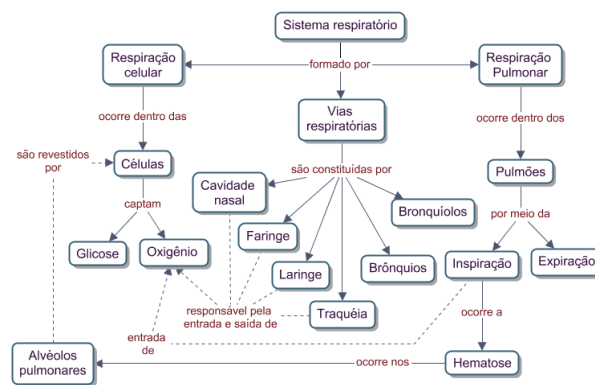 Sistema respiratório
Respiração
celular
formado por
Respiração
Pulmonar
Vias
respiratórias
ocorre dentro das
ocorre dentro dos
são revestidos
por
Células
são constituídas por
Pulmões
Cavidade
nasal
captam
Bronquíolos
por meio da
Faringe
Glicose
Oxigênio
Laringe
Brônquios
Inspiração
Expiração
responsável pela
entrada e saída de
Traquéia
entrada
de
ocorre a
Alvéolos
pulmonares
ocorre nos
Hematose